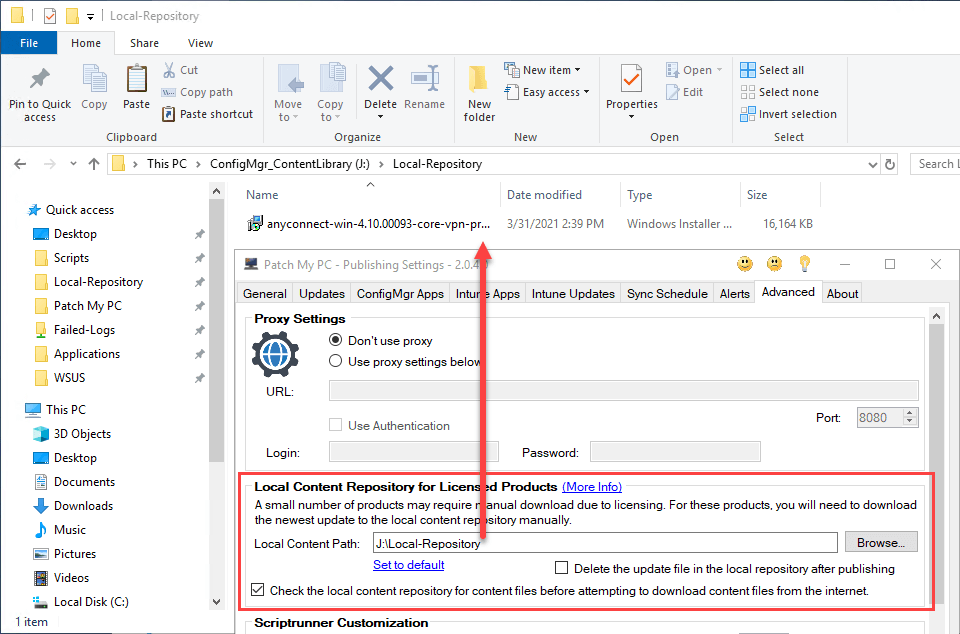 Local-Repository
File Home Share View
Pin to Quick access
Copy
Paste
Cut
Copy path
Paste shortcut
Clipboard
Move to
Copy to
Delete
Rename
Organize
New folder
New item
Easy access
New
Properties
Open
Edit
Open
Select all
Select none
Invert selection
Select
This PC > ConfigMgr_ContentLibrary (J:) > Local-Repository
Search L
Name Date modified Type Size
anyconnect-win-4.10.00093-core-vpn-pr... 3/31/2021 2:39 PM Windows Installer ... 16,164 KB
Quick access
Desktop
Scripts
Local-Repository
Patch My PC
Failed-Logs
Applications
WSUS
This PC
3D Objects
Desktop
Documents
Downloads
Music
Pictures
Videos
Local Disk (C:)
1 item
Patch My PC - Publishing Settings - 2.0.4
General Updates ConfigMgr Apps Intune Apps Intune Updates Sync Schedule Alerts Advanced About
Proxy Settings
Don't use proxy
Use proxy settings below
URL:
Port: 8080
Use Authentication
Login: Password:
Local Content Repository for Licensed Products (More Info)
A small number of products may require manual download due to licensing. For these products, you will need to download
the newest update to the local content repository manually.
Local Content Path: J:\Local-Repository Browse...
Set to default Delete the update file in the local repository after publishing
Check the local content repository for content files before attempting to download content files from the internet.
Scriptrunner Customization